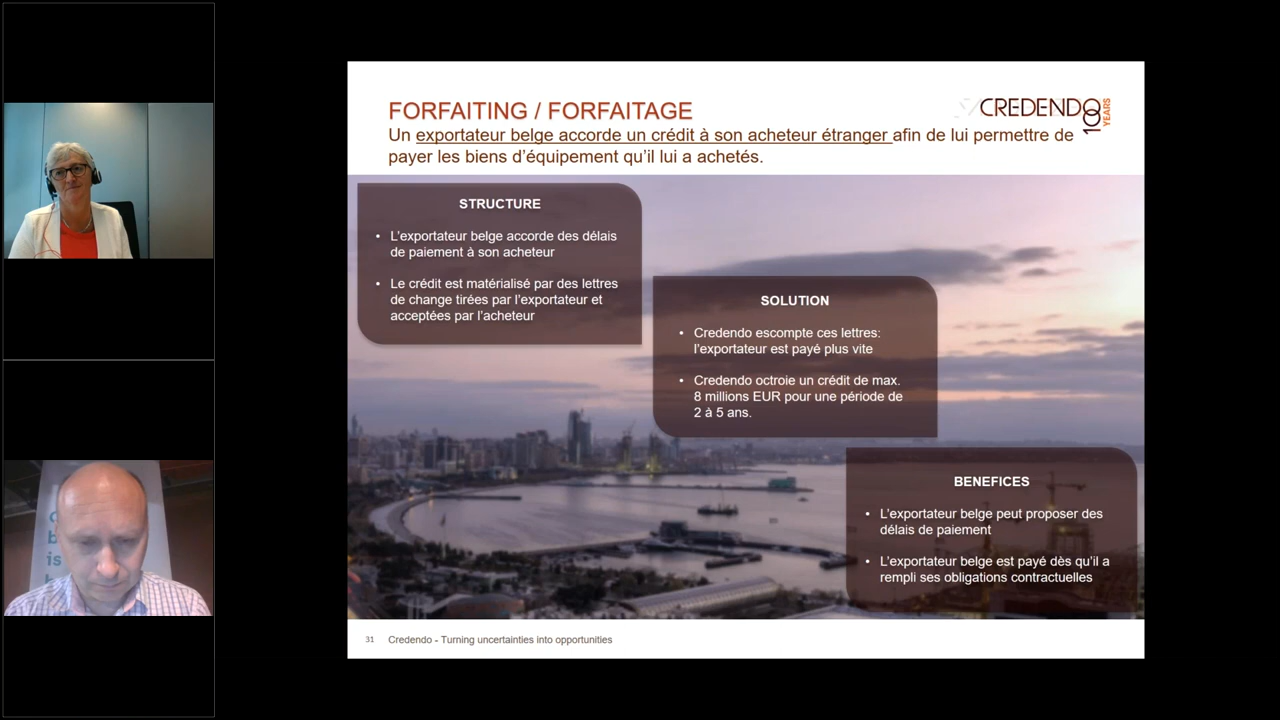 FORFAITING / FORFAITAGE
CREDENDO
100 YEARS
Un exportateur belge accorde un crédit à son acheteur étranger afin de lui permettre de
payer les biens d’équipement qu’il lui a achetés.
STRUCTURE
• L’exportateur belge accorde des délais
de paiement à son acheteur
• Le crédit est matérialisé par des lettres
de change tirées par l’exportateur et
acceptées par l’acheteur
SOLUTION
• Credendo escompte ces lettres:
l’exportateur est payé plus vite
• Credendo octroie un crédit de max.
8 millions EUR pour une période de
2 à 5 ans.
BENEFICES
• L’exportateur belge peut proposer des
délais de paiement
• L’exportateur belge est payé dès qu’il a
rempli ses obligations contractuelles
31 Credendo - Turning uncertainties into opportunities
is